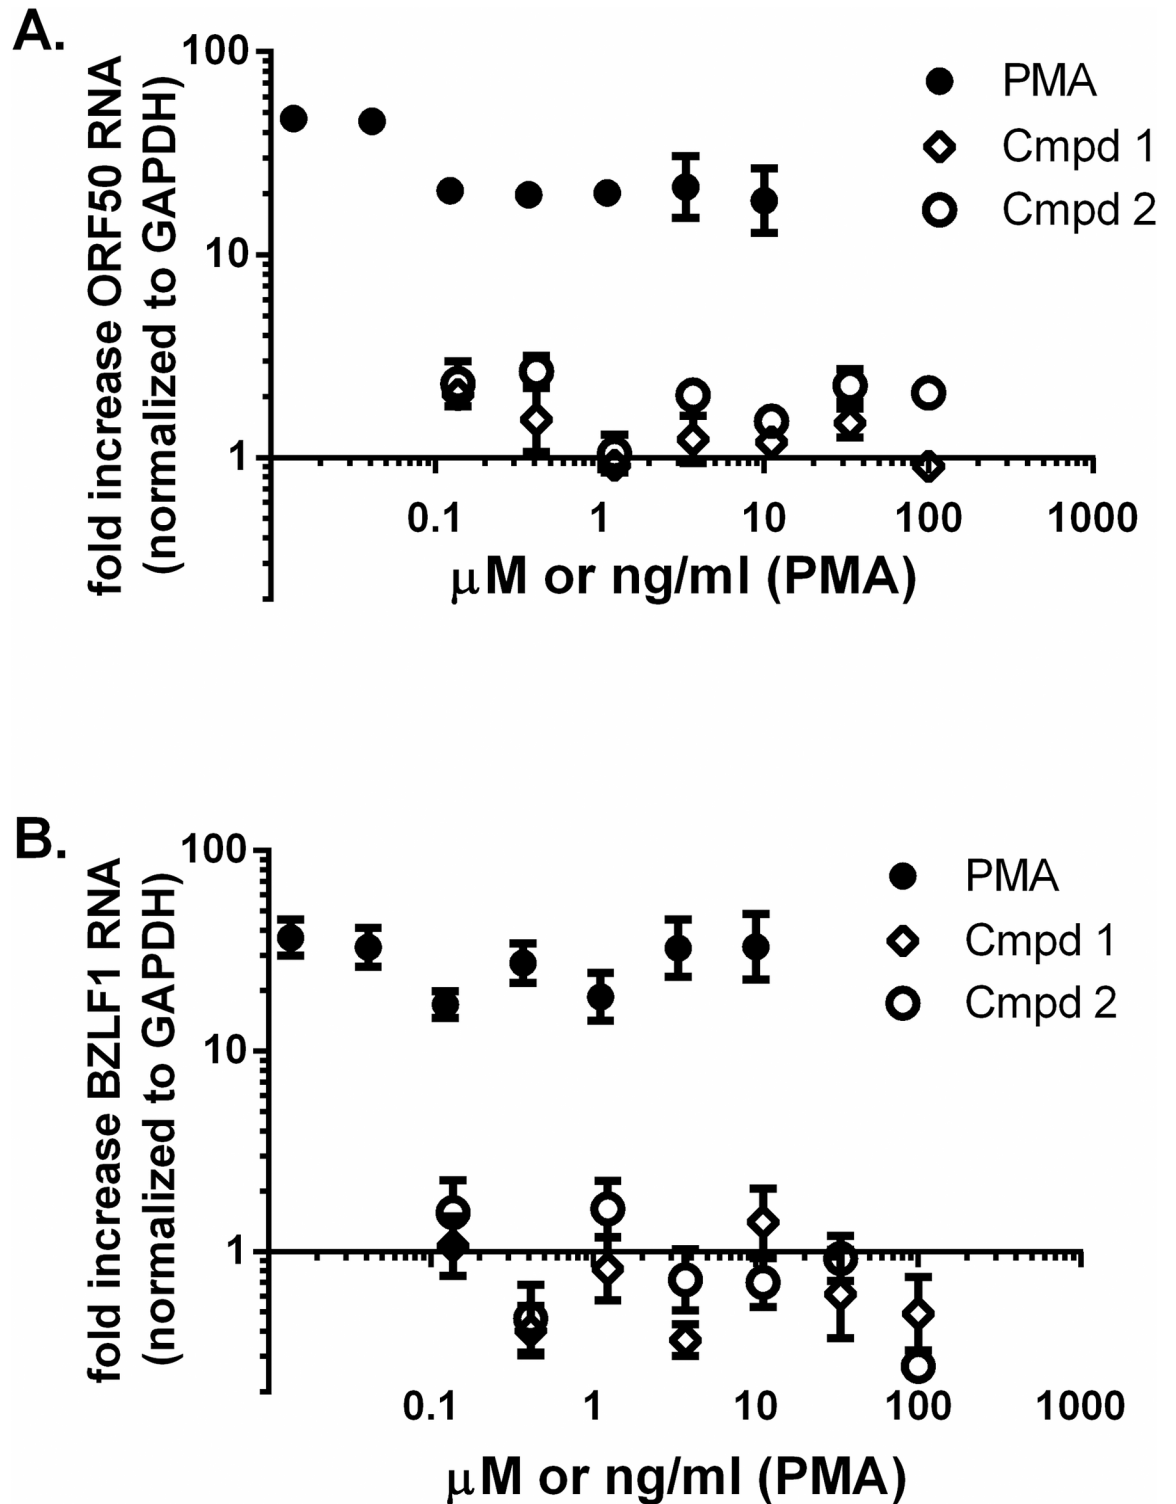 A.
fold increase ORF50 RNA
(normalized to GAPDH)
100
10
1
PMA
Cmpd 1
Cmpd 2
0.1 1 10 100 1000
μM or ng/ml (PMA)
B.
fold increase BZLF1 RNA
(normalized to GAPDH)
100
10
1
PMA
Cmpd 1
Cmpd 2
0.1 1 10 100 1000
μM or ng/ml (PMA)